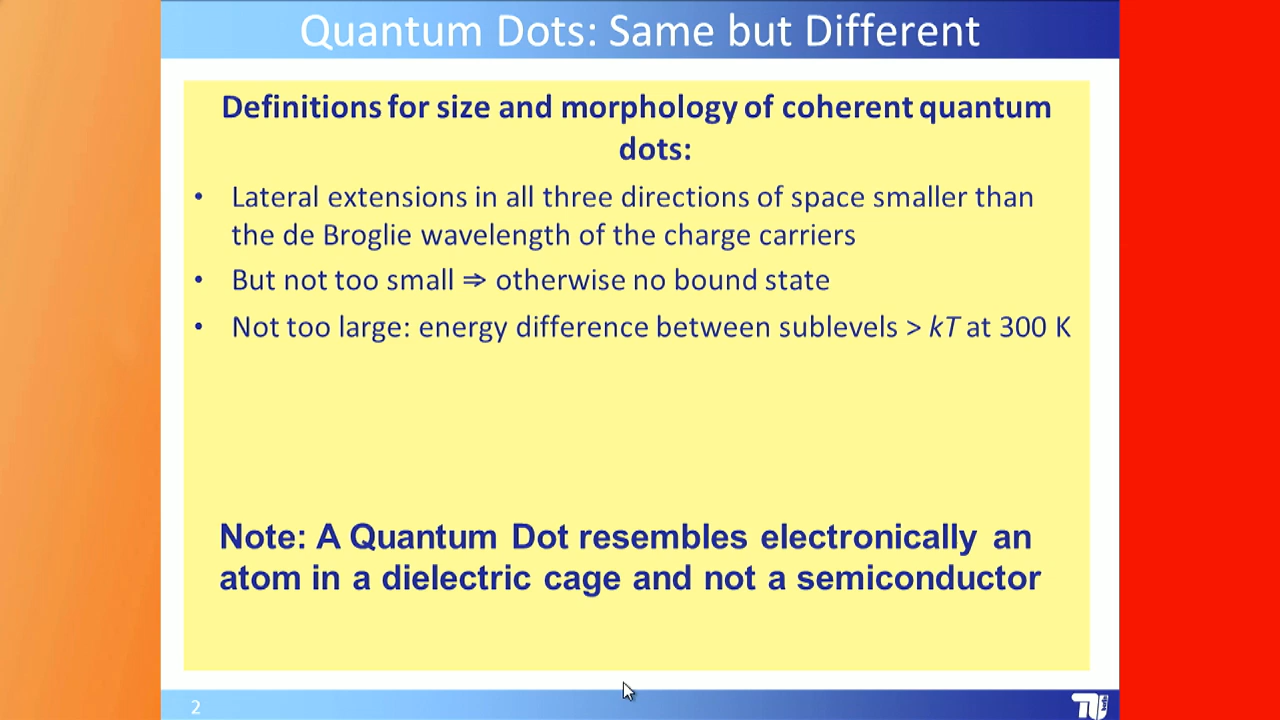 Quantum Dots: Same but Different
Definitions for size and morphology of coherent quantum
dots:
• Lateral extensions in all three directions of space smaller than
the de Broglie wavelength of the charge carriers
• But not too small ⇒ otherwise no bound state
• Not too large: energy difference between sublevels > kT at 300 K
Note: A Quantum Dot resembles electronically an
atom in a dielectric cage and not a semiconductor
2